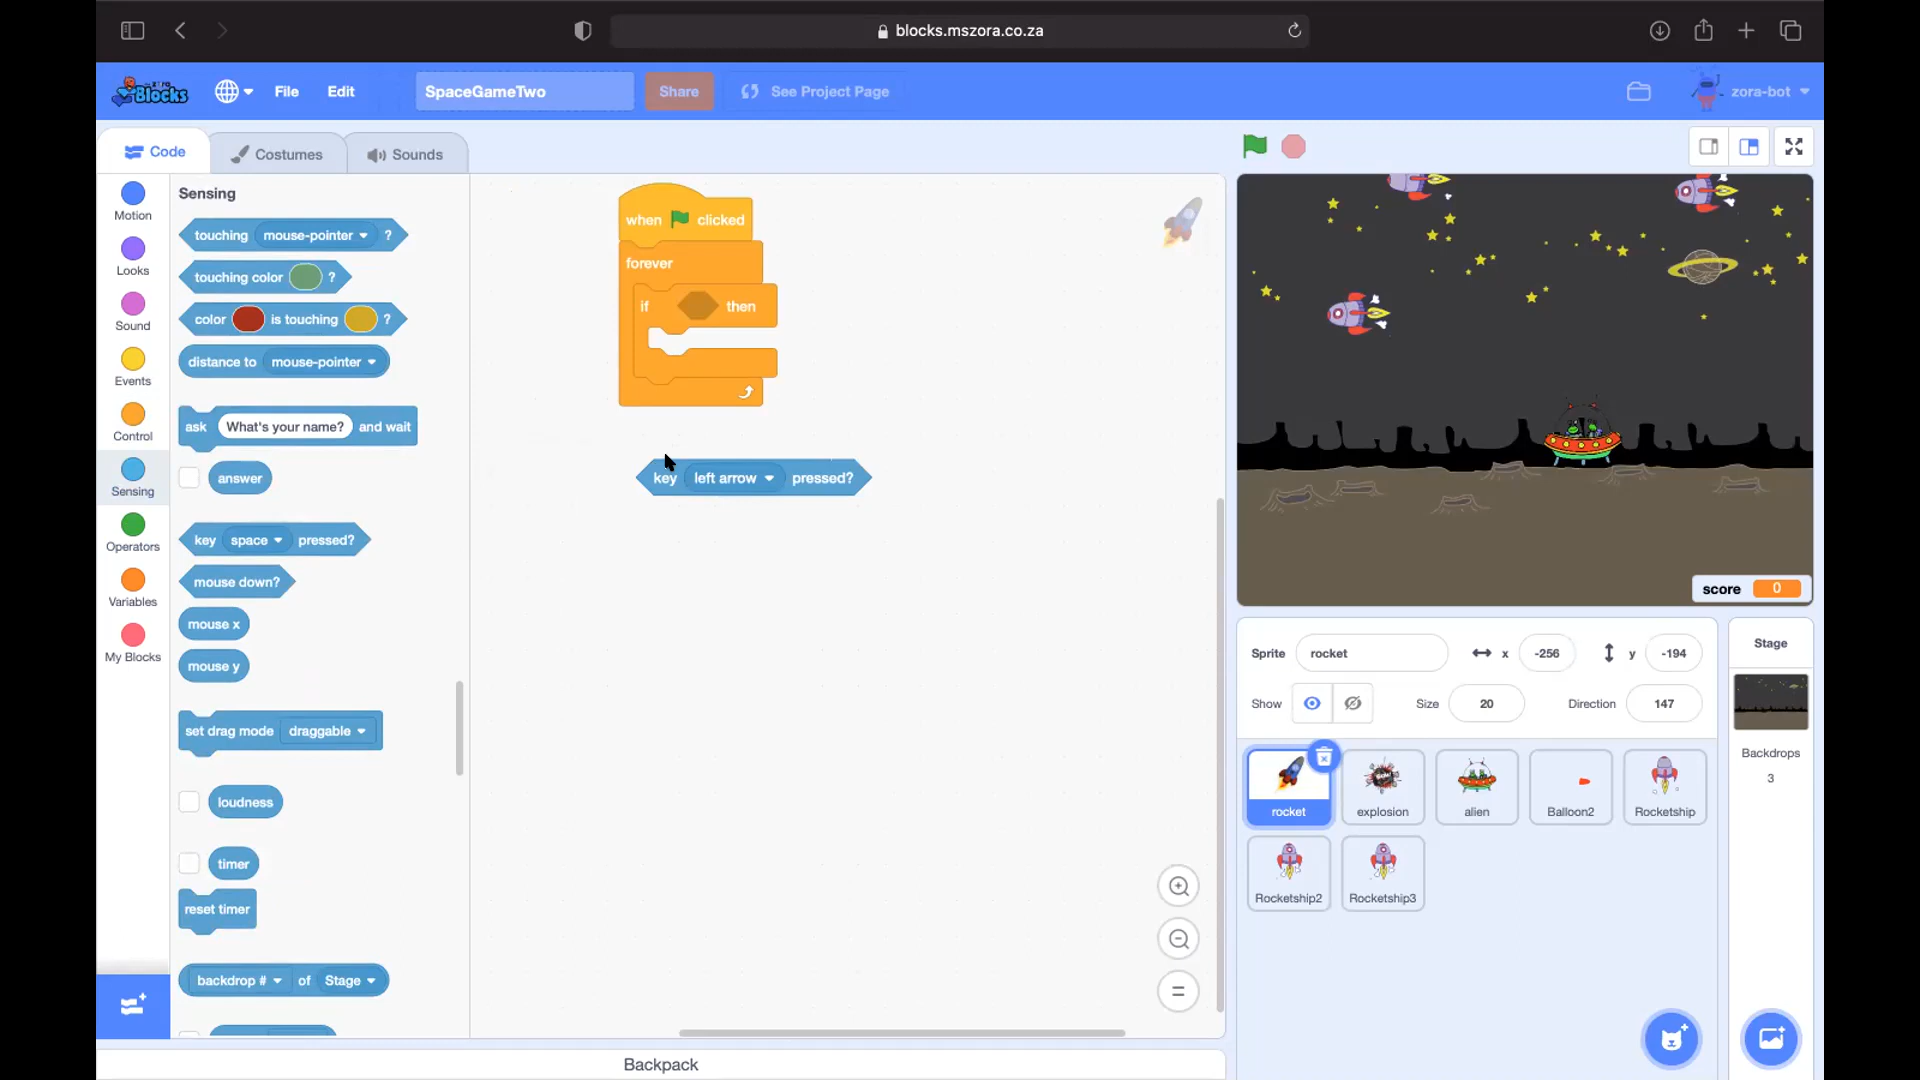 blocks.mszora.co.za
Blocks
File
Edit
SpaceGameTwo
Share
See Project Page
zora-bot
Code
Costumes
Sounds
Motion
Looks
Sound
Events
Control
Sensing
Operators
Variables
My Blocks
Sensing
touching mouse-pointer ?
touching color ?
color is touching ?
distance to mouse-pointer
ask What's your name? and wait
answer
key space pressed?
mouse down?
mouse x
mouse y
set drag mode draggable
loudness
timer
reset timer
backdrop # of Stage
when clicked
forever
if then
key left arrow pressed?
Backpack
score 0
Sprite rocket x -256 y -194
Show Size 20 Direction 147
rocket
explosion
alien
Balloon2
Rocketship
Rocketship2
Rocketship3
Stage
Backdrops
3